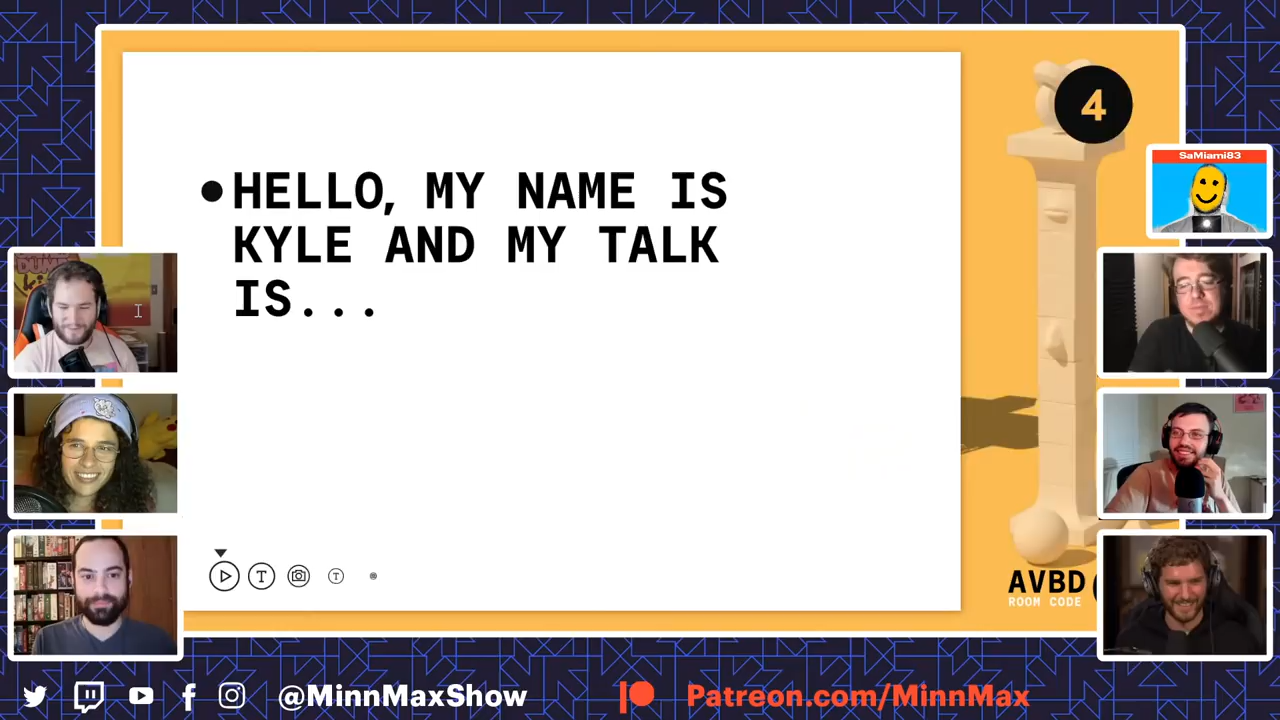 4
SaMiami83
HELLO, MY NAME IS
KYLE AND MY TALK
IS...
T
T
AVBD
ROOM CODE
@MinnMaxShow
Patreon.com/MinnMax